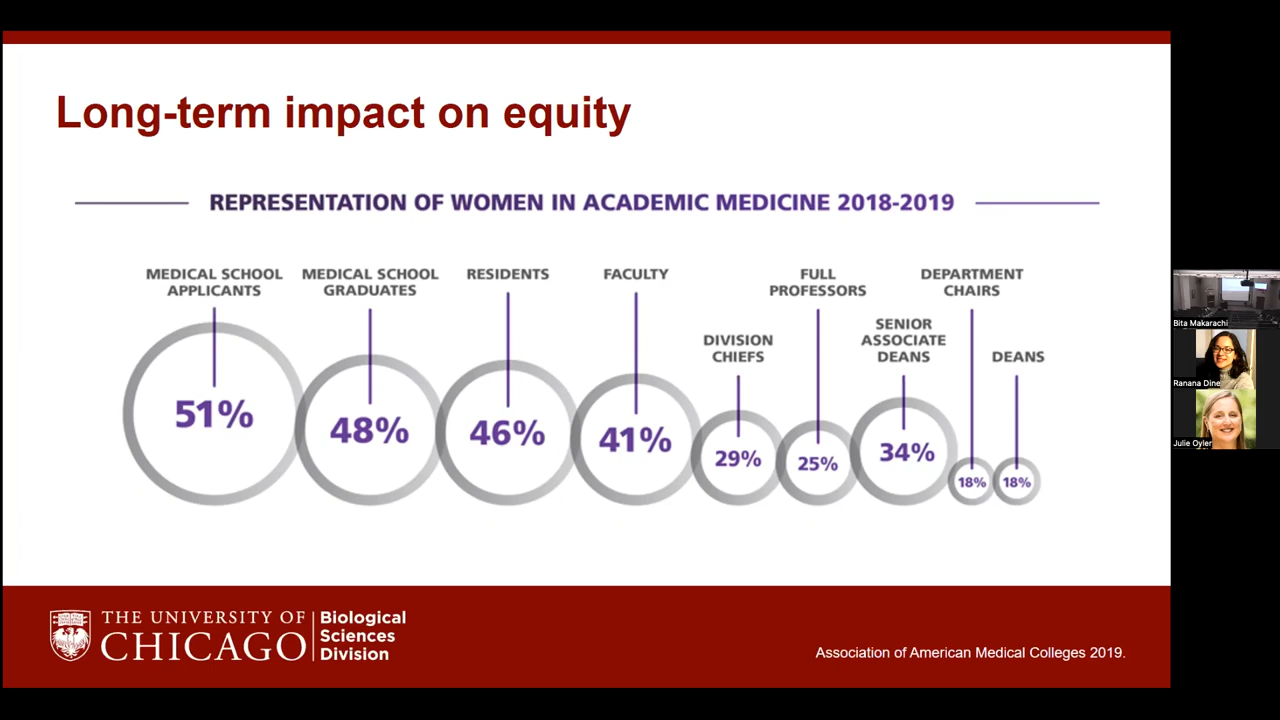 Long-term impact on equity
REPRESENTATION OF WOMEN IN ACADEMIC MEDICINE 2018-2019
MEDICAL SCHOOL
APPLICANTS
51%
MEDICAL SCHOOL
GRADUATES
48%
RESIDENTS
46%
FACULTY
41%
DIVISION
CHIEFS
29%
FULL
PROFESSORS
25%
SENIOR
ASSOCIATE
DEANS
34%
DEPARTMENT
CHAIRS
18%
DEANS
18%
THE UNIVERSITY OF
CHICAGO
Biological
Sciences
Division
Association of American Medical Colleges 2019.
Bita Makarachi
Ranana Dine
Julie Oyler